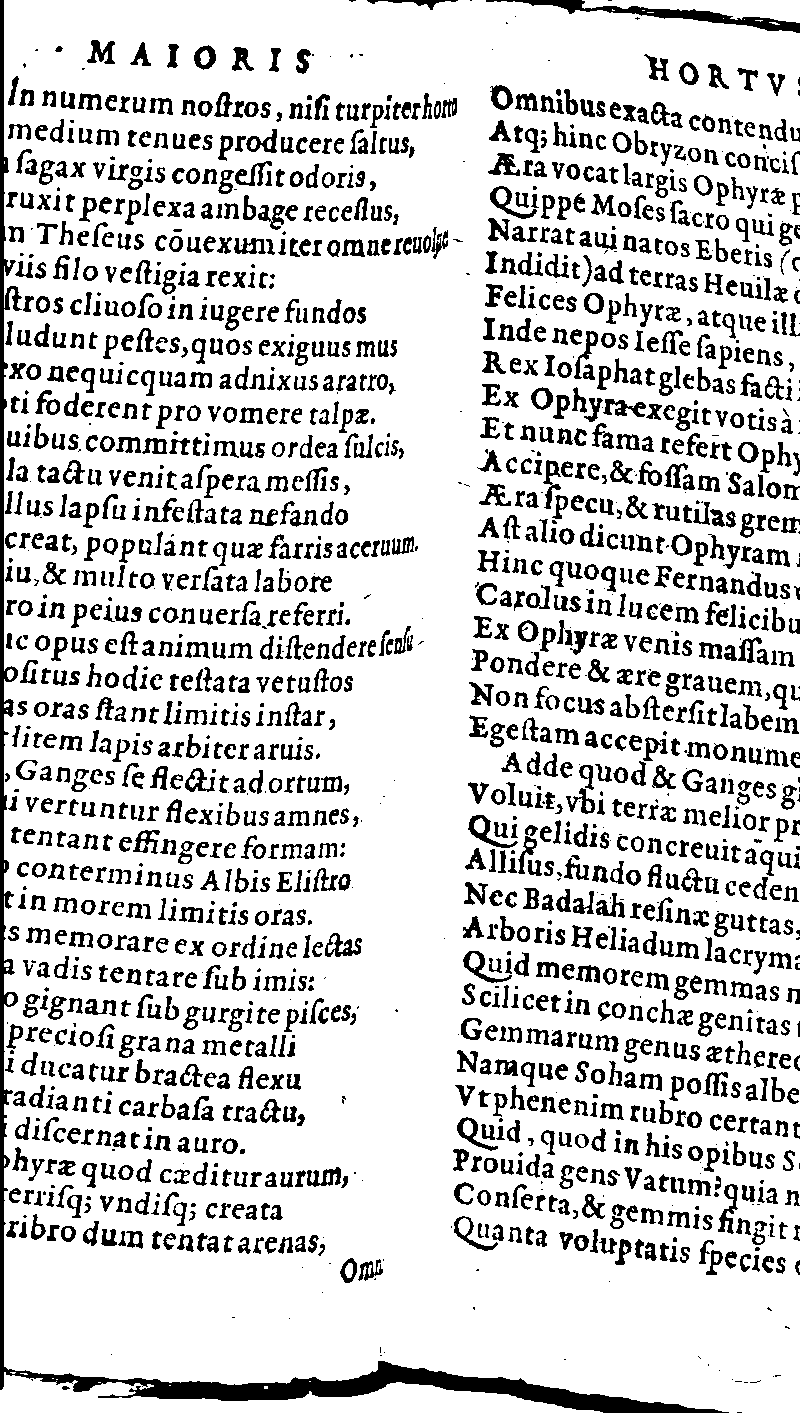 MAIORIS
In numerum noſtros, niſi turpiter horto
medium tenues producere ſaltus,
ſagax virgis congeſſit odoris,
ruxit perplexa ambage receſſus,
n Theſeus cōuexum iter omne reuoluẽs
viis filo veſtigia rexit:
ſtros cliuoſo in iugere fundos
ludunt peſtes, quos exiguus mus
exo nequicquam adnixus aratro,
ti foderent pro vomere talpæ.
uibus committimus ordea ſulcis,
la tactu venit aſpera meſſis,
llus lapſu infeſtata nefando
creat, populánt quæ farris aceruum.
iu, & multo verſata labore
ro in peius conuerſa referri.
ic opus eſt animum diſtendere ſenſu
oſitus hodie teſtata vetuſtos
as oras ſtant limitis inſtar,
litem lapis arbiter aruis.
, Ganges ſe flectit ad ortum,
i vertuntur flexibus amnes,
tentant effingere formam:
conterminus Albis Eliſtro
t in morem limitis oras.
s memorare ex ordine lectas
a vadis tentare ſub imis:
o gignant ſub gurgite piſces,
precioſi grana metalli
i ducatur bractea flexu
radianti carbaſa tractu,
i diſcernat in auro.
phyræ quod cæditur aurum,
erriſq; vndiſq; creata
ribro dum tentat arenas,
Omn
HORTVS
Omnibus exacta contendu
Atq; hinc Obryzon conciſ
Æra vocat largis Ophyræ p
Quippé Moſes ſacro qui ge
Narrat aui natos Eberis (c
Indidit) ad terras Heuilæ
Felices Ophyræ, atque ill
Inde nepos Ieſſe ſapiens,
Rex Ioſaphat glebas facti
Ex Ophyra exegit votis à
Et nunc fama refert Ophy
Accipere, & foſſam Salom
Æra ſpecu, & rutilas grem
Aſt alio dicunt Ophyram
Hinc quoque Fernandus
Carolus in lucem felicibu
Ex Ophyræ venis maſſam
Pondere & ære grauem, qu
Non focus abſterſit labem
Egeſtam accepit monume
Adde quod & Ganges gi
Voluit, vbi terræ melior pr
Qui gelidis concreuit aqui
Alliſus, fundo fluctu ceden
Nec Badalah reſinæ guttas,
Arboris Heliadum lacryma
Quid memorem gemmas n
Scilicet in conchæ genitas
Gemmarum genus æthereo
Namque Soham poſſis albe
Vt phenenim rubro certant
Quid, quod in his opibus S
Prouida gens Vatum? quia n
Conſerta, & gemmis fingit
Quanta voluptatis ſpecies